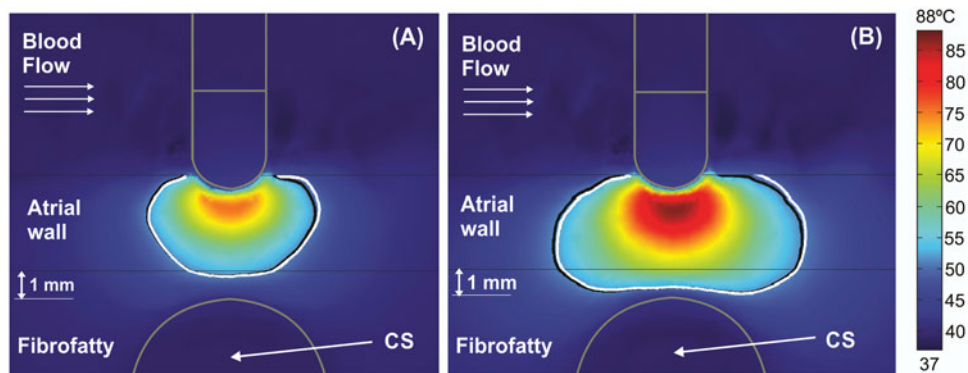 Blood
Flow
(A)
Atrial
wall
1 mm
Fibrofatty
CS
Blood
Flow
(B)
Atrial
wall
1 mm
Fibrofatty
CS
88ºC
85
80
75
70
65
60
55
50
45
40
37